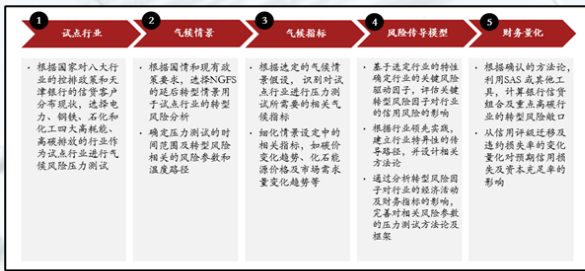 1
试点行业
• 根据国家对八大行
业的控排政策和天
津银行的信贷客户
分布现状，选择电
力、钢铁、石化和
化工四大高耗能、
高碳排放的行业作
为试点行业进行气
候风险压力测试
2
气候情景
• 根据国情和现有政
策要求，选择NGFS
的延后转型情景用
于试点行业的转型
风险分析
• 确定压力测试的时
间范围及转型风险
相关的风险参数和
温度路径
3
气候指标
• 根据选定的气候情
景假设，识别对试
点行业进行压力测
试所需要的相关气
候指标
• 细化情景设定中的
相关指标，如碳价
变化趋势、化石能
源价格及市场需求
量变化趋势等
4
风险传导模型
• 基于选定行业的特性
确定行业的关键风险
驱动因子，评估关键
转型风险因子对行业
的信用风险的影响
• 根据行业领先实践，
建立行业特异性的传
导路径，并设计相关
方法论
• 通过分析转型风险因
子对行业的经济活动
及财务指标的影响，
完善对相关风险参数
的压力测试方法论及
框架
5
财务量化
• 根据确认的方法论，
利用SAS 或其他工
具，计算银行信贷
组合及重点高碳行
业的转型风险敞口
• 从信用评级迁移及
违约损失率的变化
量化对预期信用损
失及资本充足率的
影响